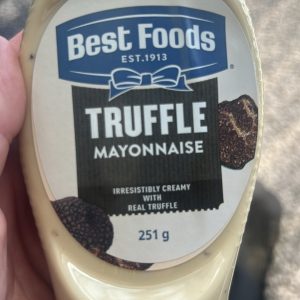 Best Foods
EST.1913
TRUFFLE
MAYONNAISE
IRRESISTIBLY CREAMY
WITH
REAL TRUFFLE
251 g